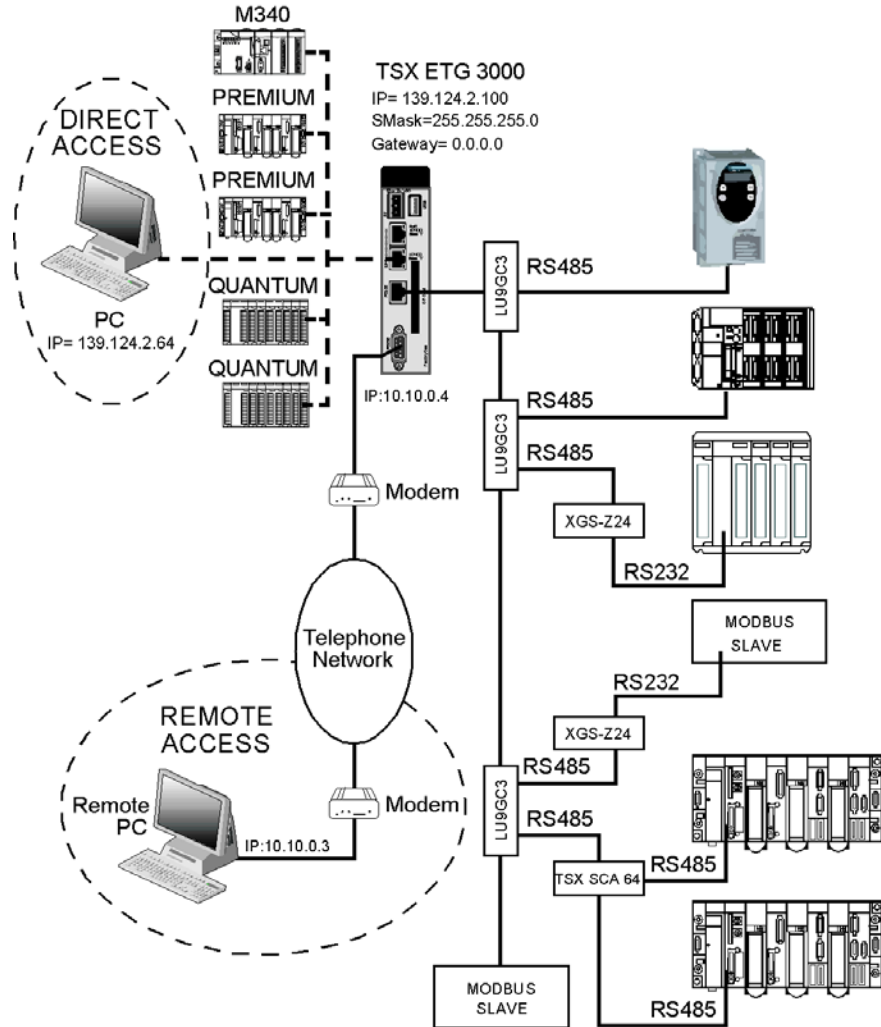 M340
TSX ETG 3000
IP= 139.124.2.100
SMask=255.255.255.0
Gateway= 0.0.0.0
PREMIUM
DIRECT
ACCESS
PREMIUM
QUANTUM
PC
IP= 139.124.2.64
QUANTUM
IP:10.10.0.4
LU9GC3
RS485
LU9GC3
RS485
RS485
XGS-Z24
RS232
Modem
Telephone
Network
MODBUS
SLAVE
RS232
XGS-Z24
REMOTE
ACCESS
Remote
PC
IP:10.10.0.3
Modem
LU9GC3
RS485
RS485
TSX SCA 64
RS485
MODBUS
SLAVE
RS485